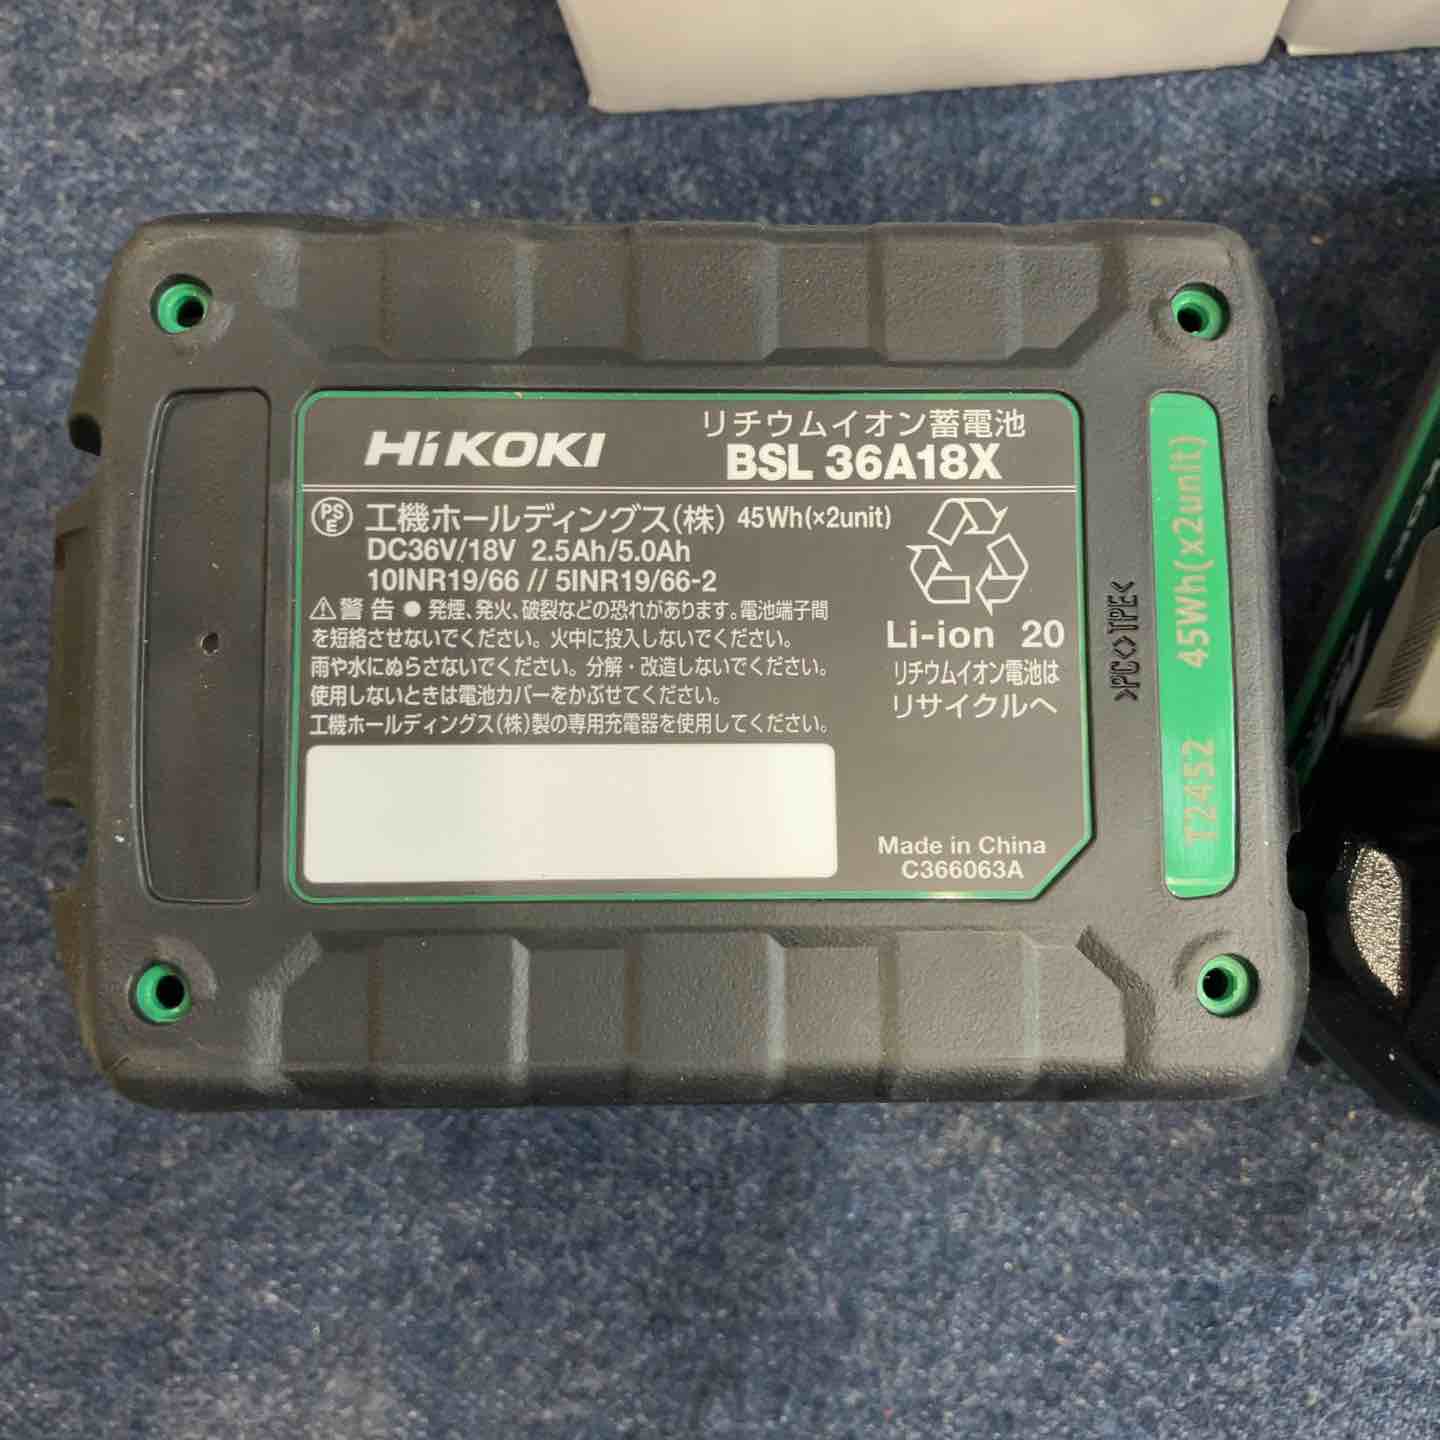 HiKOKI
リチウムイオン蓄電池
BSL 36A18X
PSE 工機ホールディングス(株) 45Wh(×2unit)
DC36V/18V 2.5Ah/5.0Ah
10INR19/66 // 5INR19/66-2
⚠警告 ● 発煙、発火、破裂などの恐れがあります。電池端子間
を短絡させないでください。火中に投入しないでください。
雨や水にぬらさないでください。分解・改造しないでください。
使用しないときは電池カバーをかぶせてください。
工機ホールディングス(株)製の専用充電器を使用してください。
Li-ion 20
リチウムイオン電池は
リサイクルへ
Made in China
C366063A
>PC<>TPE<
T2452 45Wh(x2unit)